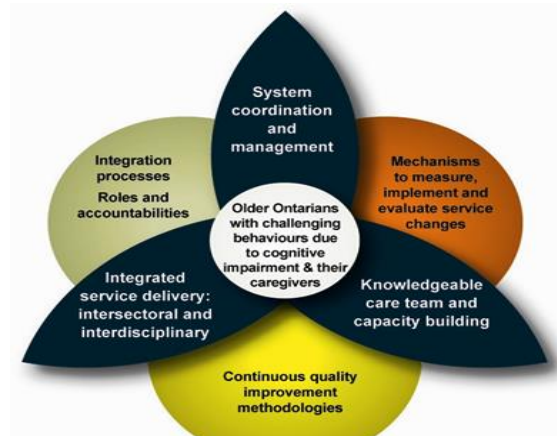 System
coordination
and
management
Integration
processes
Roles and
accountabilities
Mechanisms
to measure,
implement and
evaluate service
changes
Older Ontarians
with challenging
behaviours due
to cognitive
impairment & their
caregivers
Integrated
service delivery:
intersectoral and
interdisciplinary
Knowledgeable
care team and
capacity building
Continuous quality
improvement
methodologies